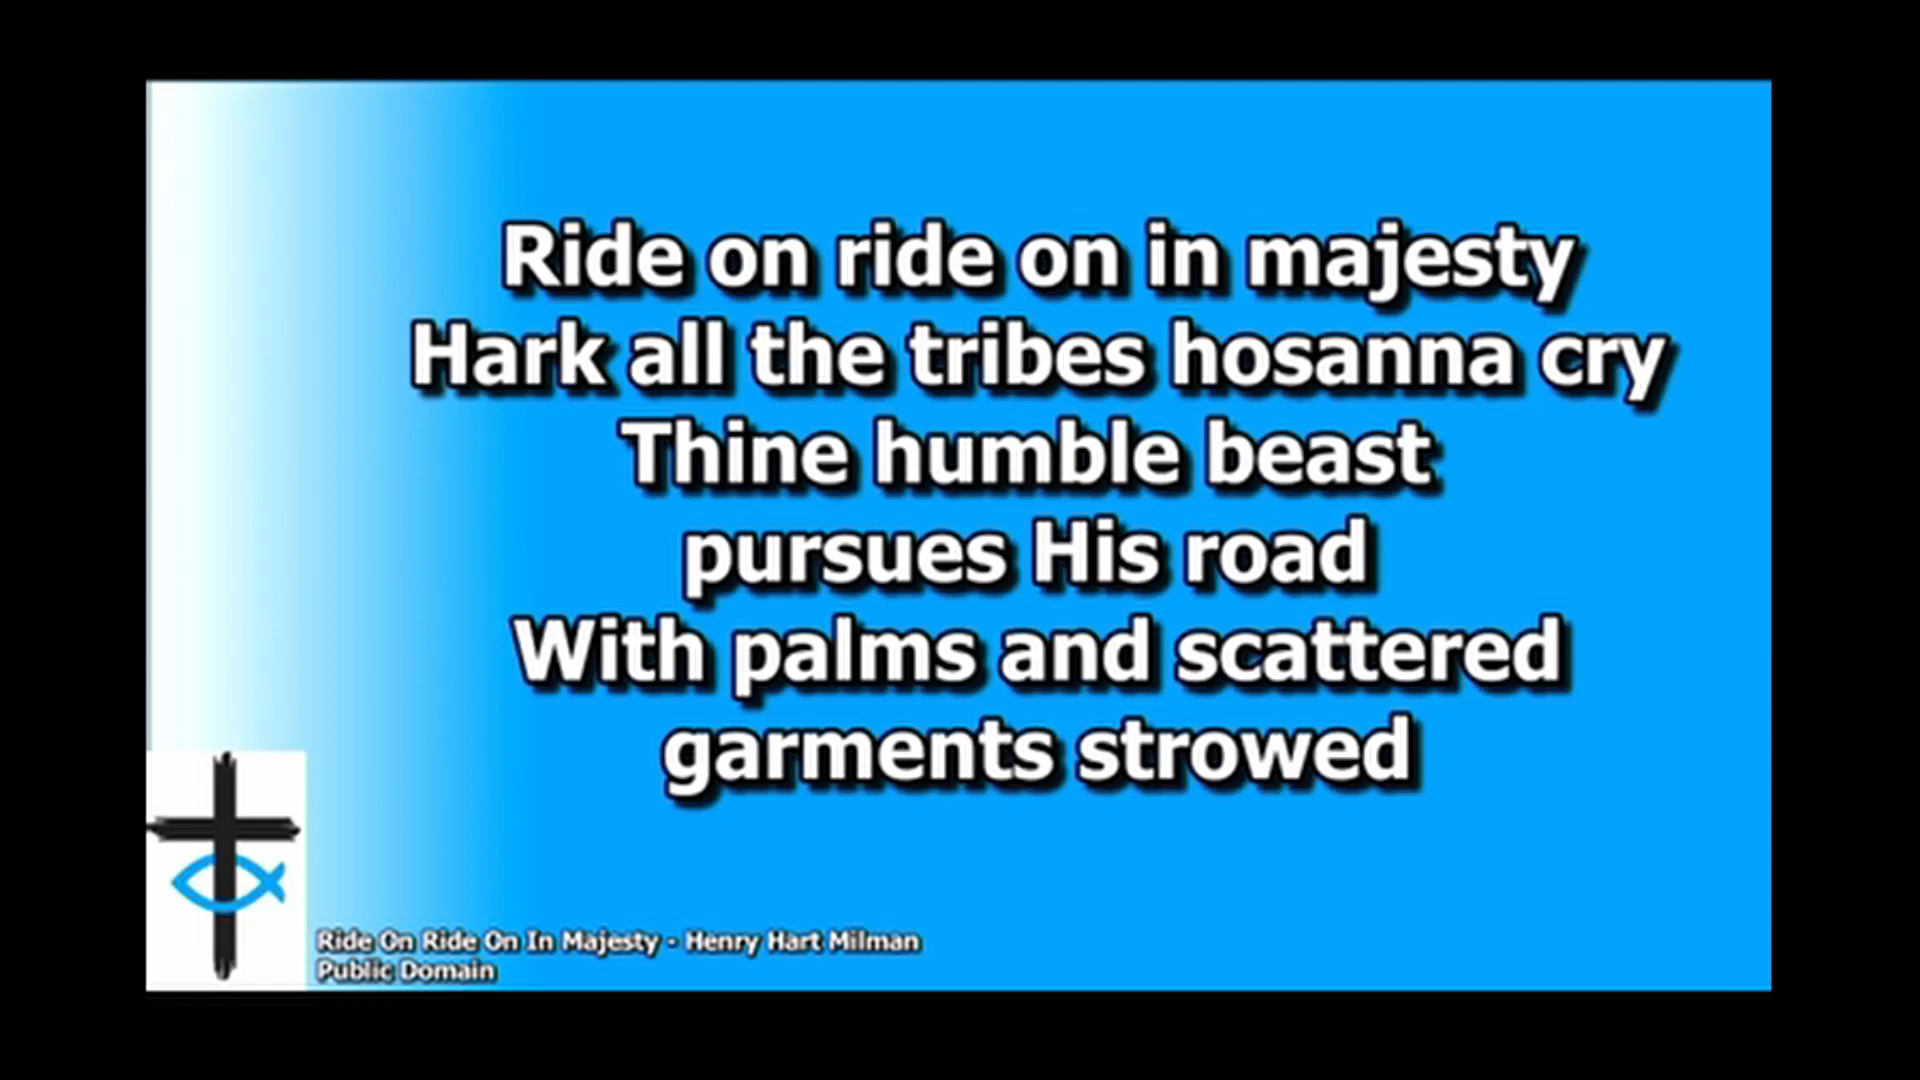 Ride on ride on in majesty
Hark all the tribes hosanna cry
Thine humble beast
pursues His road
With palms and scattered
garments strowed
Ride On Ride On In Majesty - Henry Hart Milman
Public Domain